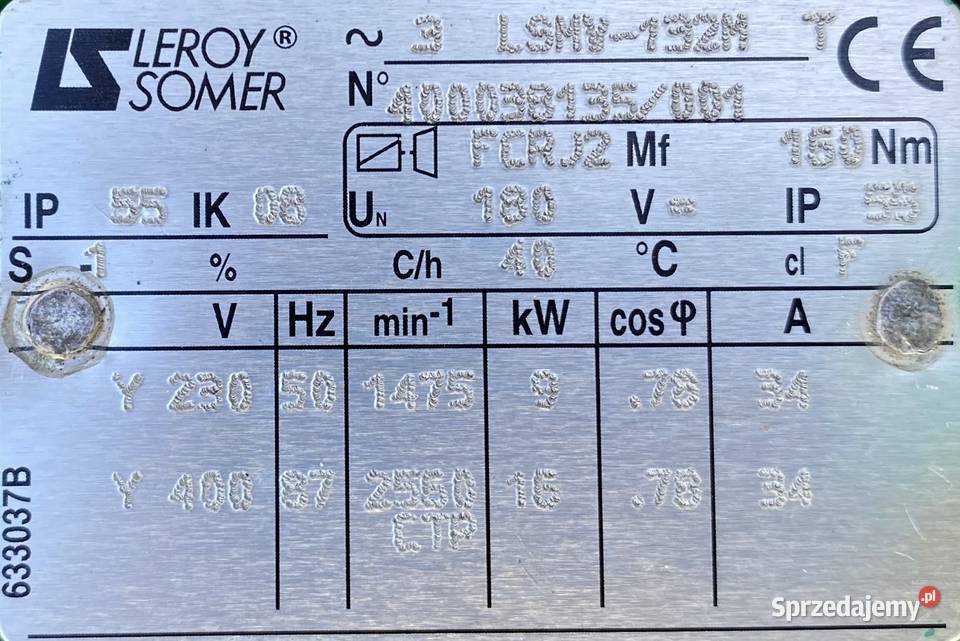 LEROY® SOMER
~ 3 LSMV-132M T CE
N° 400038135/001
FCRJ2 Mf 160 Nm
IP 55 IK 08 UN 180 V = IP 55
S -1 % C/h 40 °C cl F
V Hz min-1 kW cos φ A
Y 230 50 1475 9 .78 34
Y 400 87 2560 16 .78 34
CTP
633037B
Sprzedajemy.pl